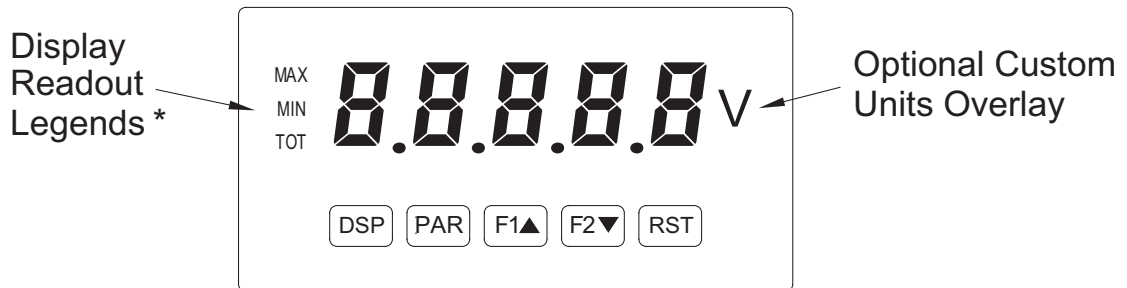 Display
Readout
Legends *
MAX
MIN
TOT
8.8.8.8.8
V
Optional Custom
Units Overlay
DSP PAR F1▲ F2▼ RST